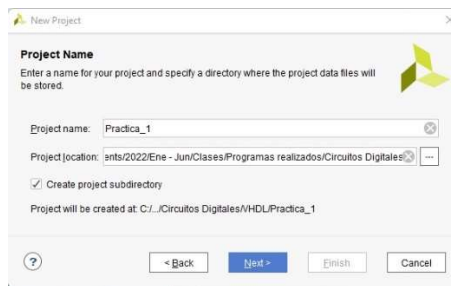 New Project
Project Name
Enter a name for your project and specify a directory where the project data files will
be stored.
Project name: Practica_1
Project location: ents/2022/Ene - Jun/Clases/Programas realizados/Circuitos Digitales ...
Create project subdirectory
Project will be created at: C:/.../Circuitos Digitales/VHDL/Practica_1
? < Back Next > Finish Cancel